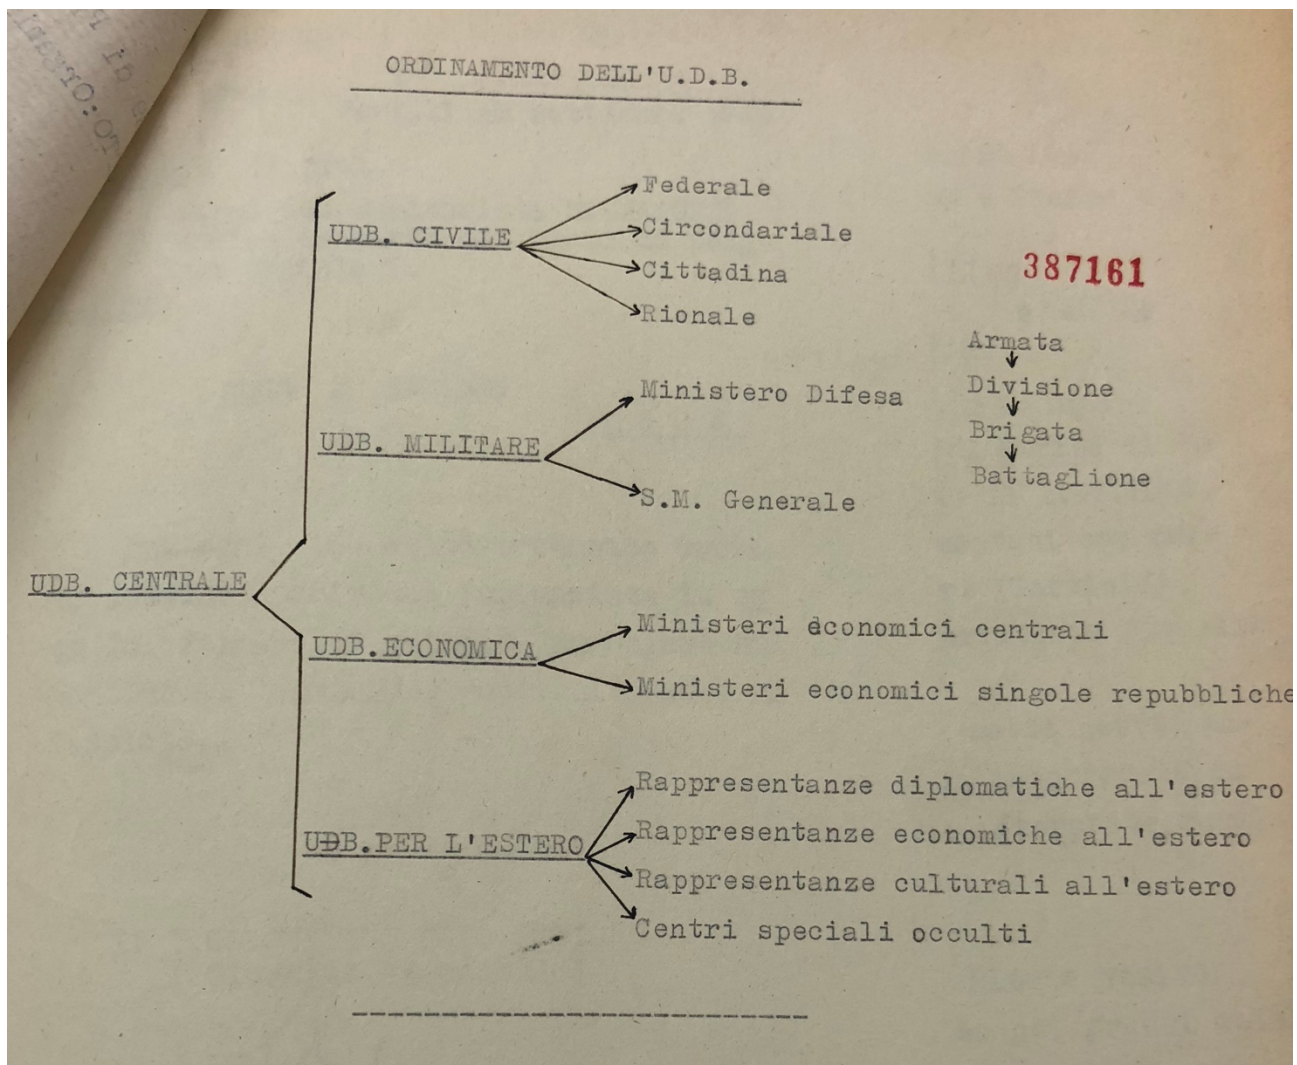 ORDINAMENTO DELL'U.D.B.
UDB. CENTRALE
UDB. CIVILE
Federale
Circondariale
Cittadina
Rionale
387161
UDB. MILITARE
Ministero Difesa
S.M. Generale
Armata
Divisione
Brigata
Battaglione
UDB.ECONOMICA
Ministeri economici centrali
Ministeri economici singole repubbliche
UDB.PER L'ESTERO
Rappresentanze diplomatiche all'estero
Rappresentanze economiche all'estero
Rappresentanze culturali all'estero
Centri speciali occulti